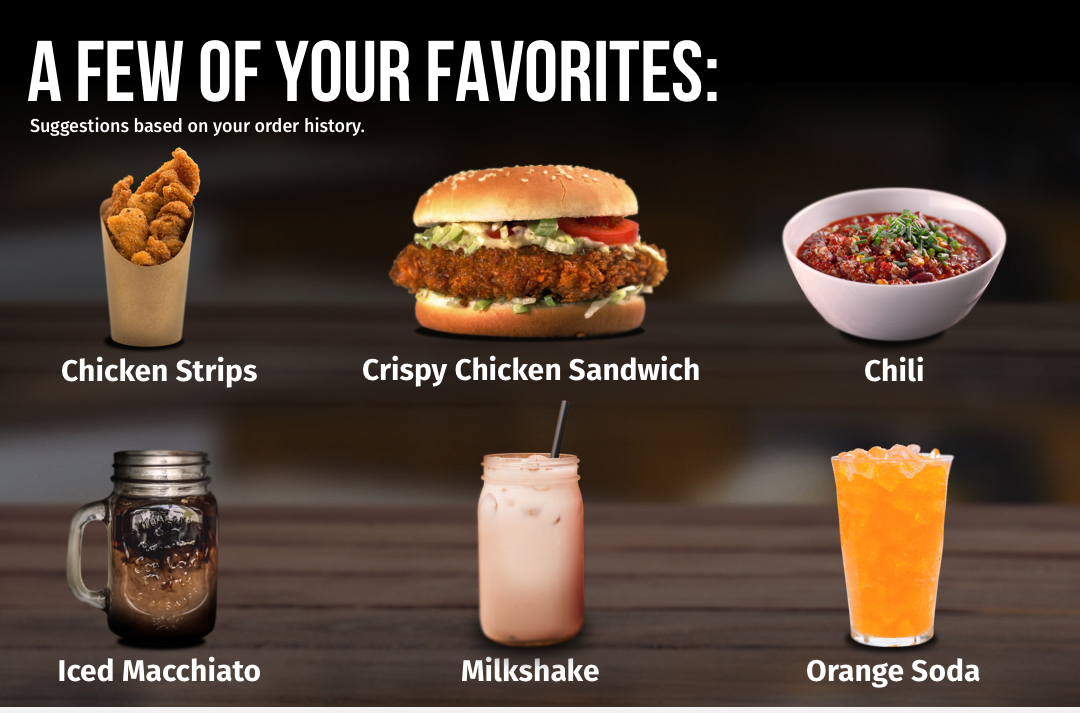 A FEW OF YOUR FAVORITES:
Suggestions based on your order history.
Chicken Strips
Crispy Chicken Sandwich
Chili
Iced Macchiato
Milkshake
Orange Soda